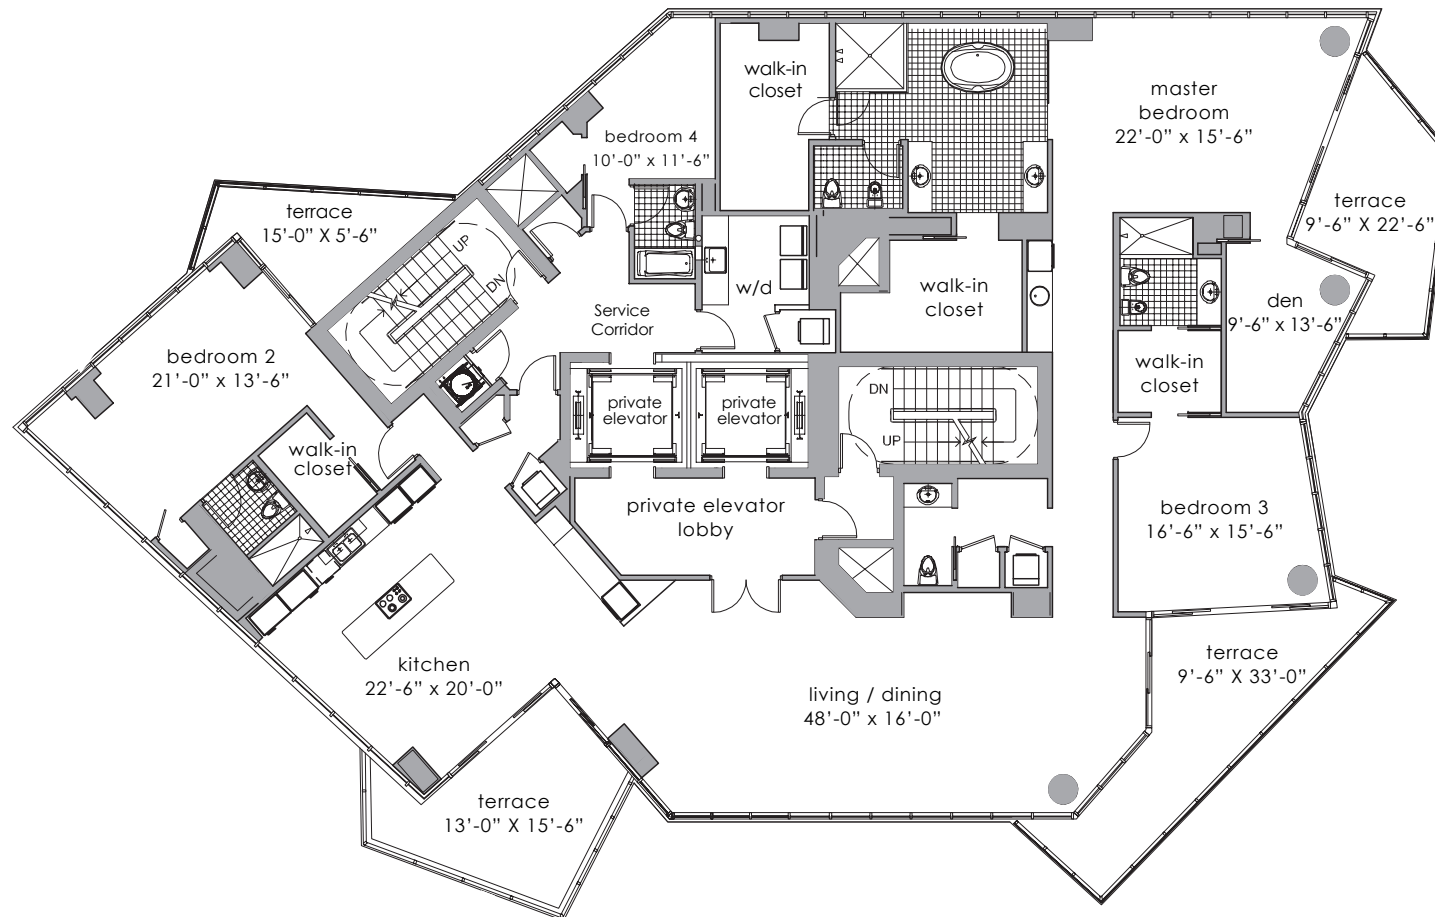 walk-in
closet
master
bedroom
22’-0” x 15’-6”
bedroom 4
10’-0” x 11’-6”
terrace
15’-0” X 5’-6”
terrace
9’-6” X 22’-6”
UP
DN
w/d
walk-in
closet
den
9’-6” x 13’-6”
Service
Corridor
bedroom 2
21’-0” x 13’-6”
walk-in
closet
private
elevator
private
elevator
DN
UP
walk-in
closet
private elevator
lobby
bedroom 3
16’-6” x 15’-6”
kitchen
22’-6” x 20’-0”
living / dining
48’-0” x 16’-0”
terrace
9’-6” X 33’-0”
terrace
13’-0” X 15’-6”